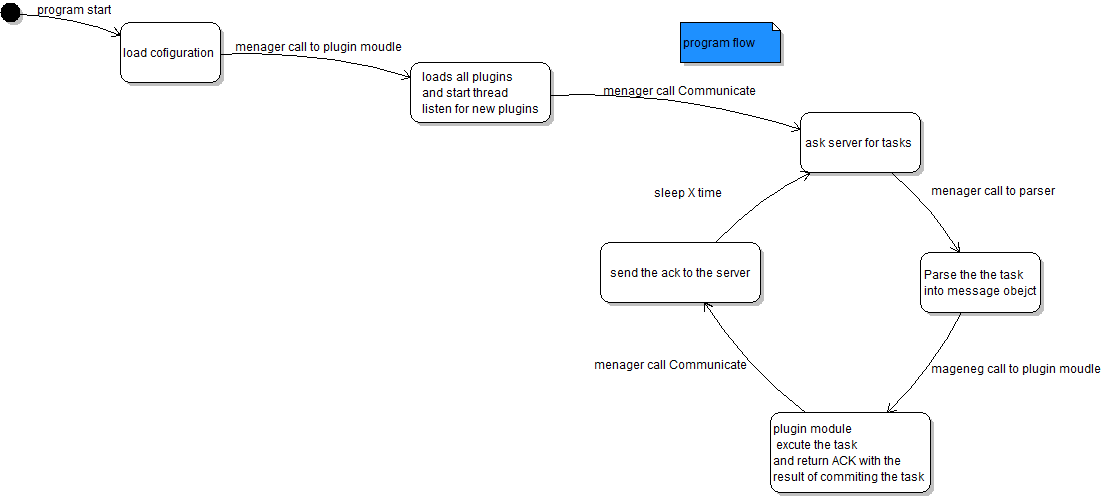 program start
load cofiguration
menager call to plugin moudle
program flow
loads all plugins
and start thread
listen for new plugins
menager call Communicate
ask server for tasks
sleep X time
menager call to parser
send the ack to the server
Parse the the task
into message obejct
menager call Communicate
mageneg call to plugin moudle
plugin module
excute the task
and return ACK with the
result of commiting the task